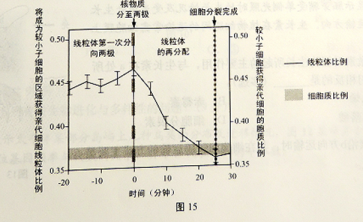 核物质
分至两极
细胞分裂完成
将成为较小子细胞的区域获得亲代细胞线粒体比例
0.50
0.45
0.40
0.35
线粒体第一次分
向两极
线粒体
的再分配
0.50
0.45
0.40
0.35
较小子细胞获得亲代细胞的胞质比例
线粒体比例
细胞质比例
-20 -10 0 10 20 30
时间（分钟）
图 15